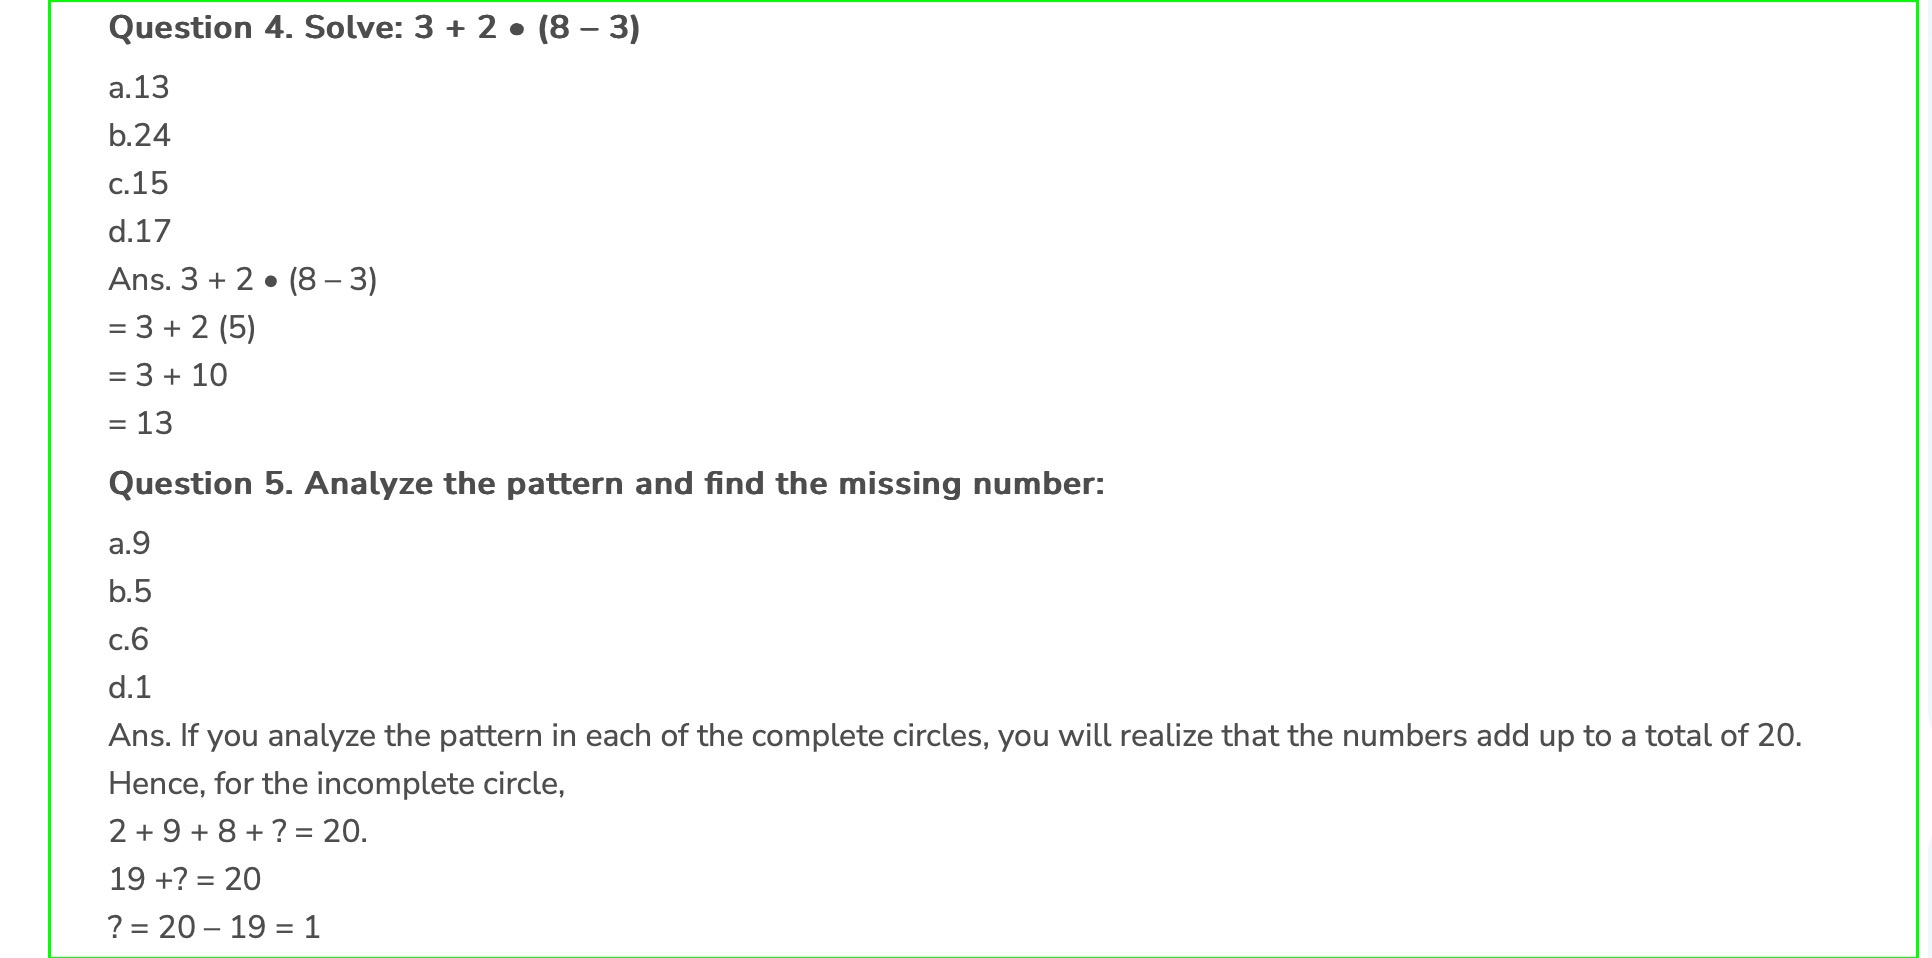 Question 4. Solve: 3 + 2 • (8 – 3)
a.13
b.24
c.15
d.17
Ans. 3 + 2 • (8 – 3)
= 3 + 2 (5)
= 3 + 10
= 13
Question 5. Analyze the pattern and find the missing number:
a.9
b.5
c.6
d.1
Ans. If you analyze the pattern in each of the complete circles, you will realize that the numbers add up to a total of 20.
Hence, for the incomplete circle,
2 + 9 + 8 + ? = 20.
19 +? = 20
? = 20 – 19 = 1